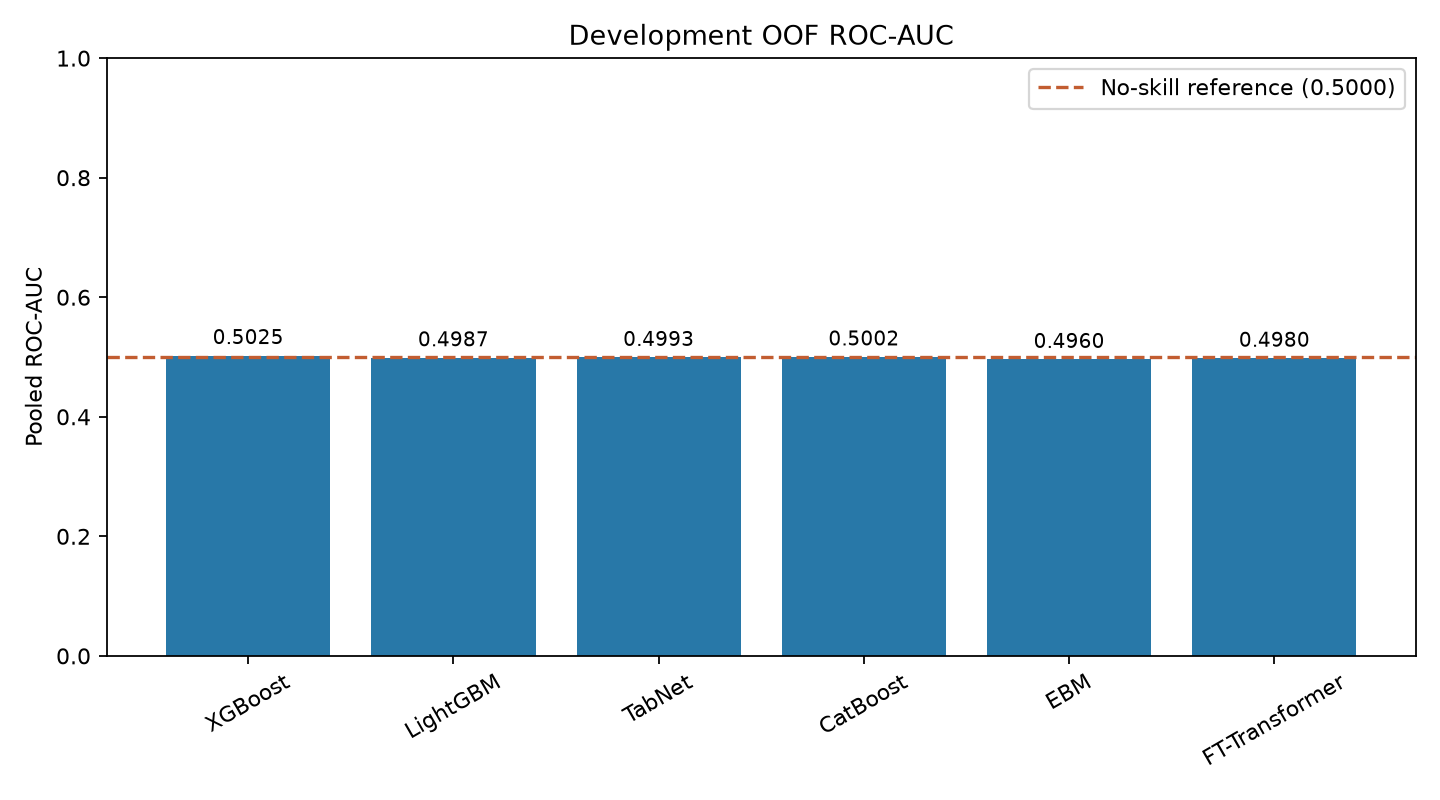 Development OOF ROC-AUC
No-skill reference (0.5000)
Pooled ROC-AUC
1.0
0.8
0.6
0.4
0.2
0.0
0.5025
0.4987
0.4993
0.5002
0.4960
0.4980
XGBoost
LightGBM
TabNet
CatBoost
EBM
FT-Transformer